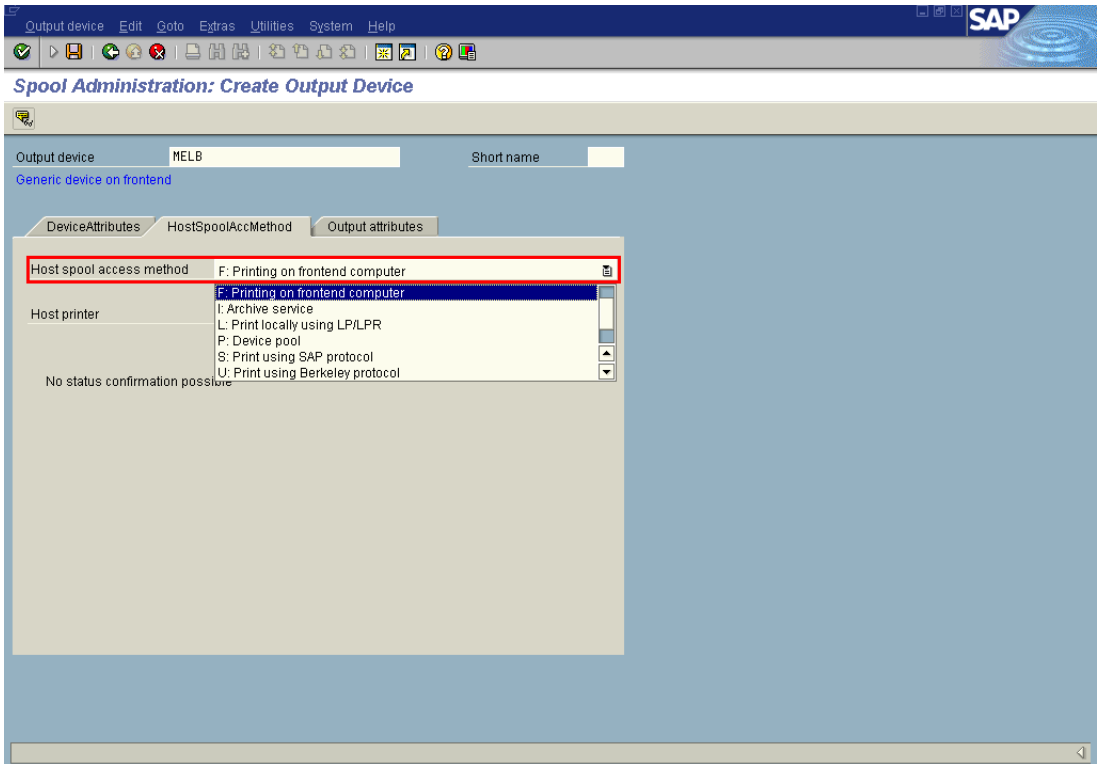 Output device Edit Goto Extras Utilities System Help
SAP
Spool Administration: Create Output Device
Output device MELB Short name
Generic device on frontend
DeviceAttributes HostSpoolAccMethod Output attributes
Host spool access method F: Printing on frontend computer
F: Printing on frontend computer
I: Archive service
Host printer
L: Print locally using LP/LPR
P: Device pool
S: Print using SAP protocol
U: Print using Berkeley protocol
No status confirmation possible